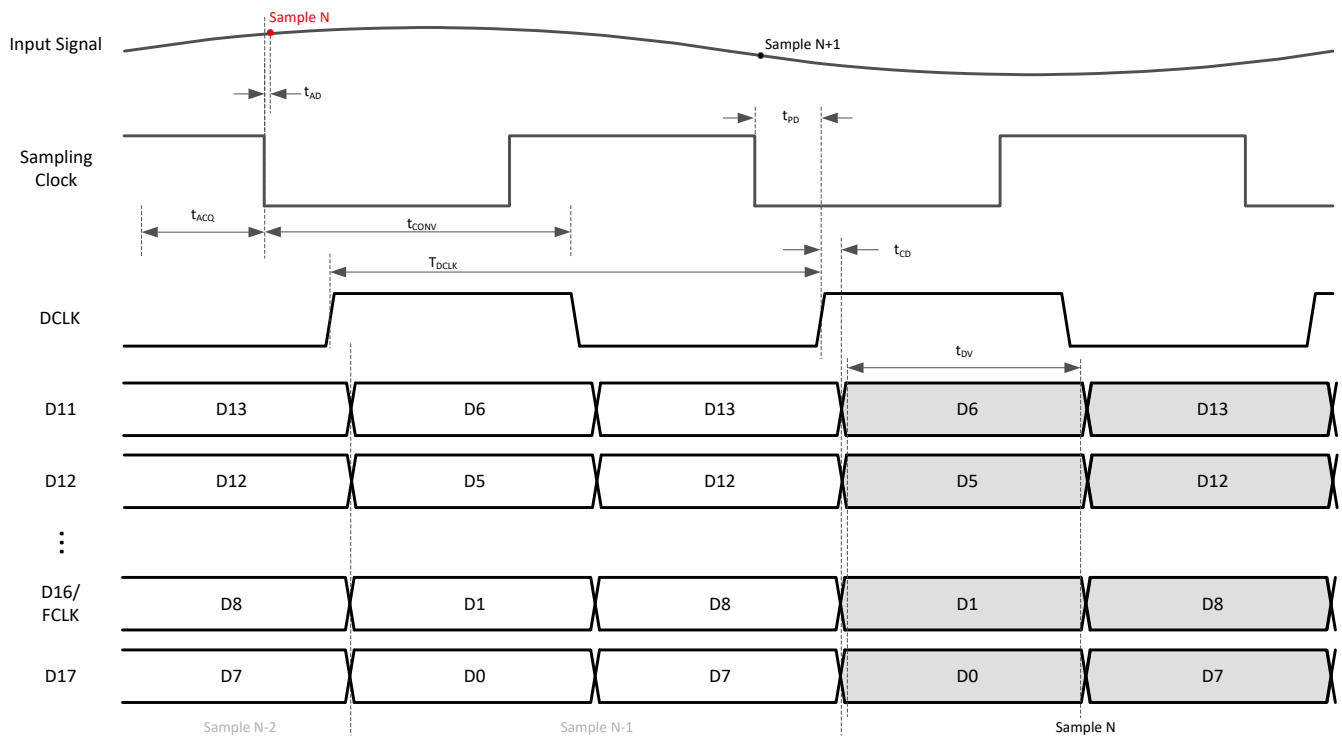 Sample N
Input Signal
Sample N+1
tAD
tPD
Sampling
Clock
tACQ
tCONV
tCD
TDCLK
DCLK
tDV
D11 D13 D6 D13 D6 D13
D12 D12 D5 D12 D5 D12
⋮
D16/
FCLK
D8 D1 D8 D1 D8
D17 D7 D0 D7 D0 D7
Sample N-2 Sample N-1 Sample N